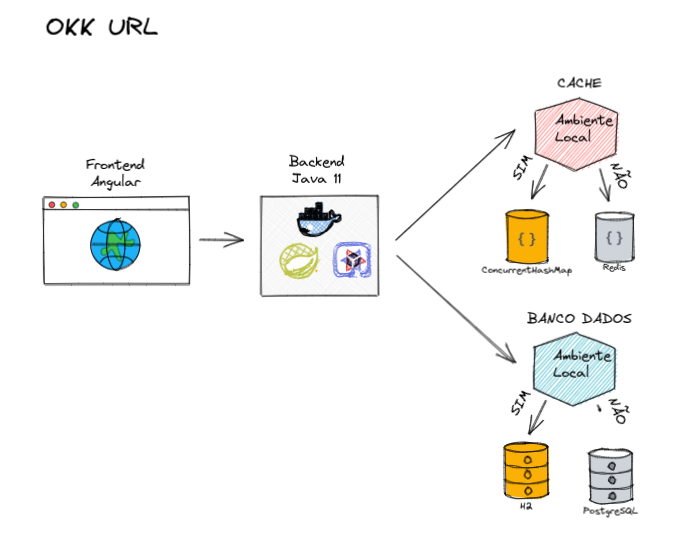 OKK URL
CACHE
Ambiente
Local
SIM
NÃO
{ }
{ }
ConcurrentHashMap
Redis
Frontend
Angular
Backend
Java 11
BANCO DADOS
Ambiente
Local
SIM
NÃO
H2
PostgreSQL